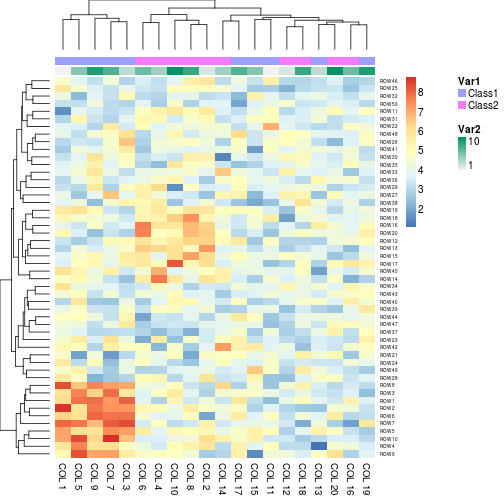 Var1
Class1
Class2
Var2
10
1
8
7
6
5
4
3
2
ROW46
ROW25
ROW32
ROW50
ROW11
ROW31
ROW22
ROW48
ROW26
ROW41
ROW30
ROW35
ROW33
ROW36
ROW29
ROW27
ROW38
ROW19
ROW18
ROW16
ROW20
ROW12
ROW13
ROW15
ROW17
ROW45
ROW14
ROW34
ROW43
ROW40
ROW39
ROW44
ROW47
ROW37
ROW23
ROW42
ROW21
ROW24
ROW49
ROW28
ROW8
ROW3
ROW1
ROW2
ROW6
ROW7
ROW5
ROW10
ROW4
ROW9
COL 1
COL 5
COL 9
COL 7
COL 3
COL 6
COL 4
COL 10
COL 8
COL 2
COL 14
COL 17
COL 15
COL 11
COL 12
COL 18
COL 13
COL 20
COL 16
COL 19